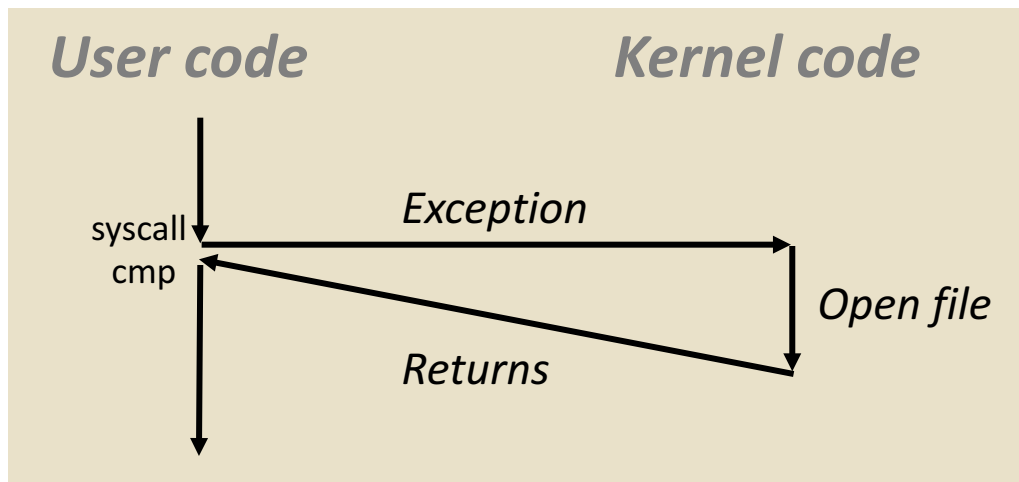 User code
Kernel code
Exception
syscall
cmp
Open file
Returns